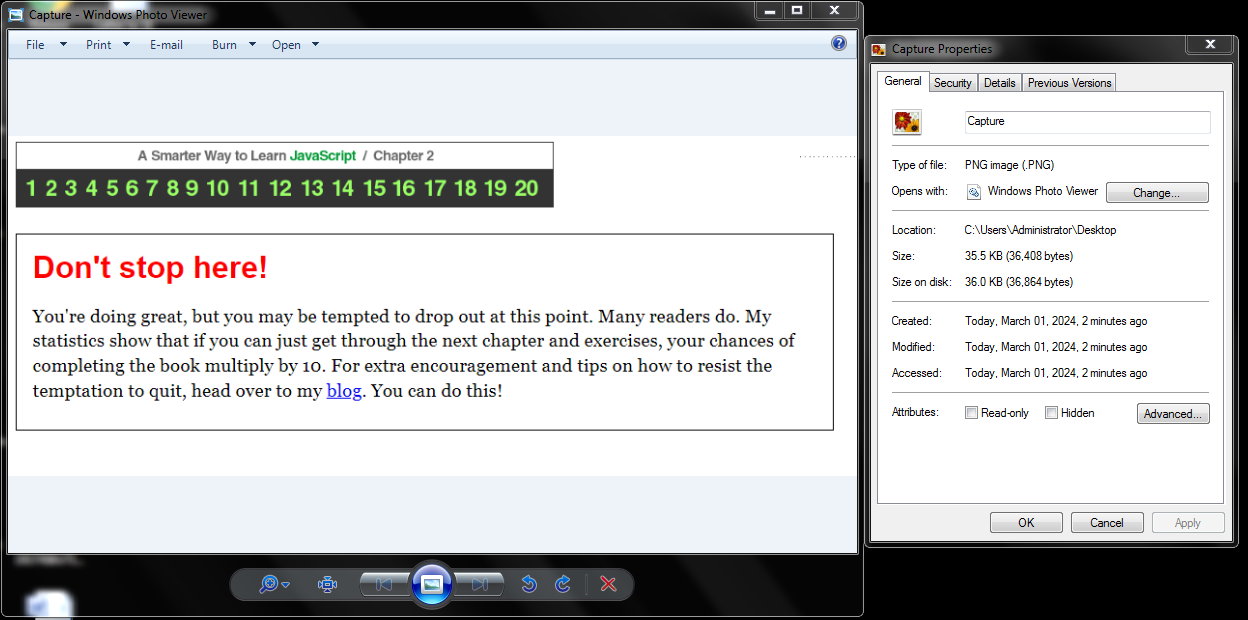 Capture - Windows Photo Viewer
File Print E-mail Burn Open
A Smarter Way to Learn JavaScript / Chapter 2
1 2 3 4 5 6 7 8 9 10 11 12 13 14 15 16 17 18 19 20
Don't stop here!
You're doing great, but you may be tempted to drop out at this point. Many readers do. My
statistics show that if you can just get through the next chapter and exercises, your chances of
completing the book multiply by 10. For extra encouragement and tips on how to resist the
temptation to quit, head over to my blog. You can do this!
Capture Properties
General Security Details Previous Versions
Capture
Type of file: PNG image (.PNG)
Opens with: Windows Photo Viewer Change...
Location: C:\Users\Administrator\Desktop
Size: 35.5 KB (36,408 bytes)
Size on disk: 36.0 KB (36,864 bytes)
Created: Today, March 01, 2024, 2 minutes ago
Modified: Today, March 01, 2024, 2 minutes ago
Accessed: Today, March 01, 2024, 2 minutes ago
Attributes: Read-only Hidden Advanced...
OK Cancel Apply